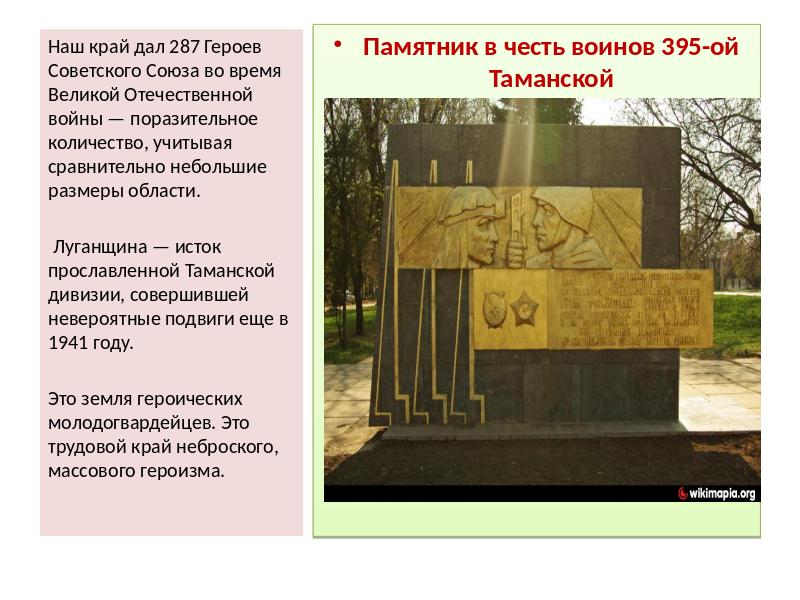 Наш край дал 287 Героев
Советского Союза во время
Великой Отечественной
войны — поразительное
количество, учитывая
сравнительно небольшие
размеры области.
Луганщина — исток
прославленной Таманской
дивизии, совершившей
невероятные подвиги еще в
1941 году.
Это земля героических
молодогвардейцев. Это
трудовой край неброского,
массового героизма.
• Памятник в честь воинов 395-ой
Таманской
wikimapia.org